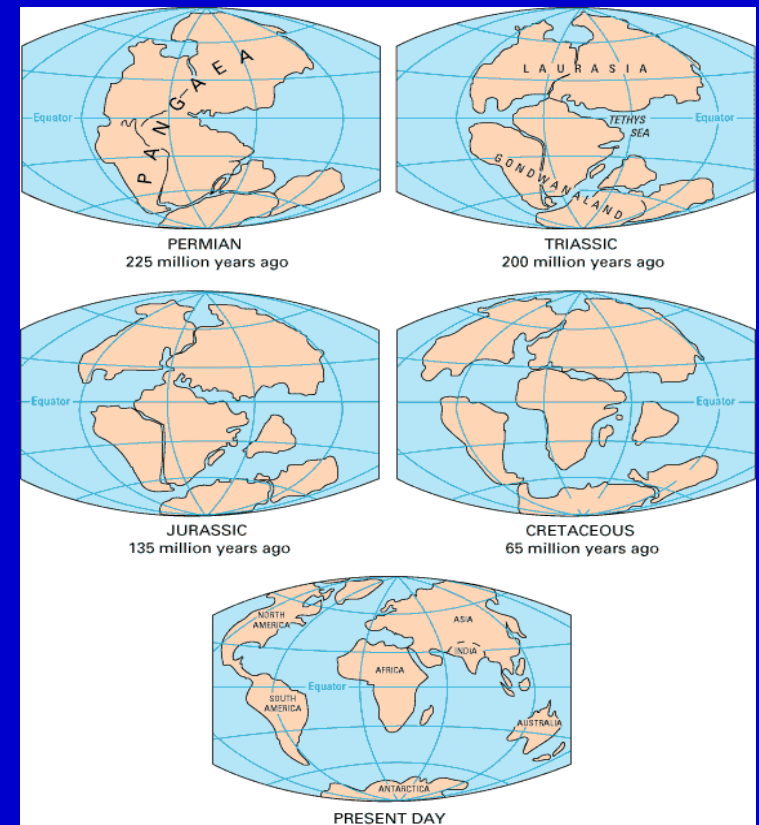 PANGAEA
Equator
PERMIAN
225 million years ago
LAURASIA
TETHYS
SEA
Equator
GONDWANALAND
TRIASSIC
200 million years ago
Equator
JURASSIC
135 million years ago
Equator
CRETACEOUS
65 million years ago
NORTH
AMERICA
ASIA
INDIA
AFRICA
Equator
SOUTH
AMERICA
AUSTRALIA
ANTARCTICA
PRESENT DAY